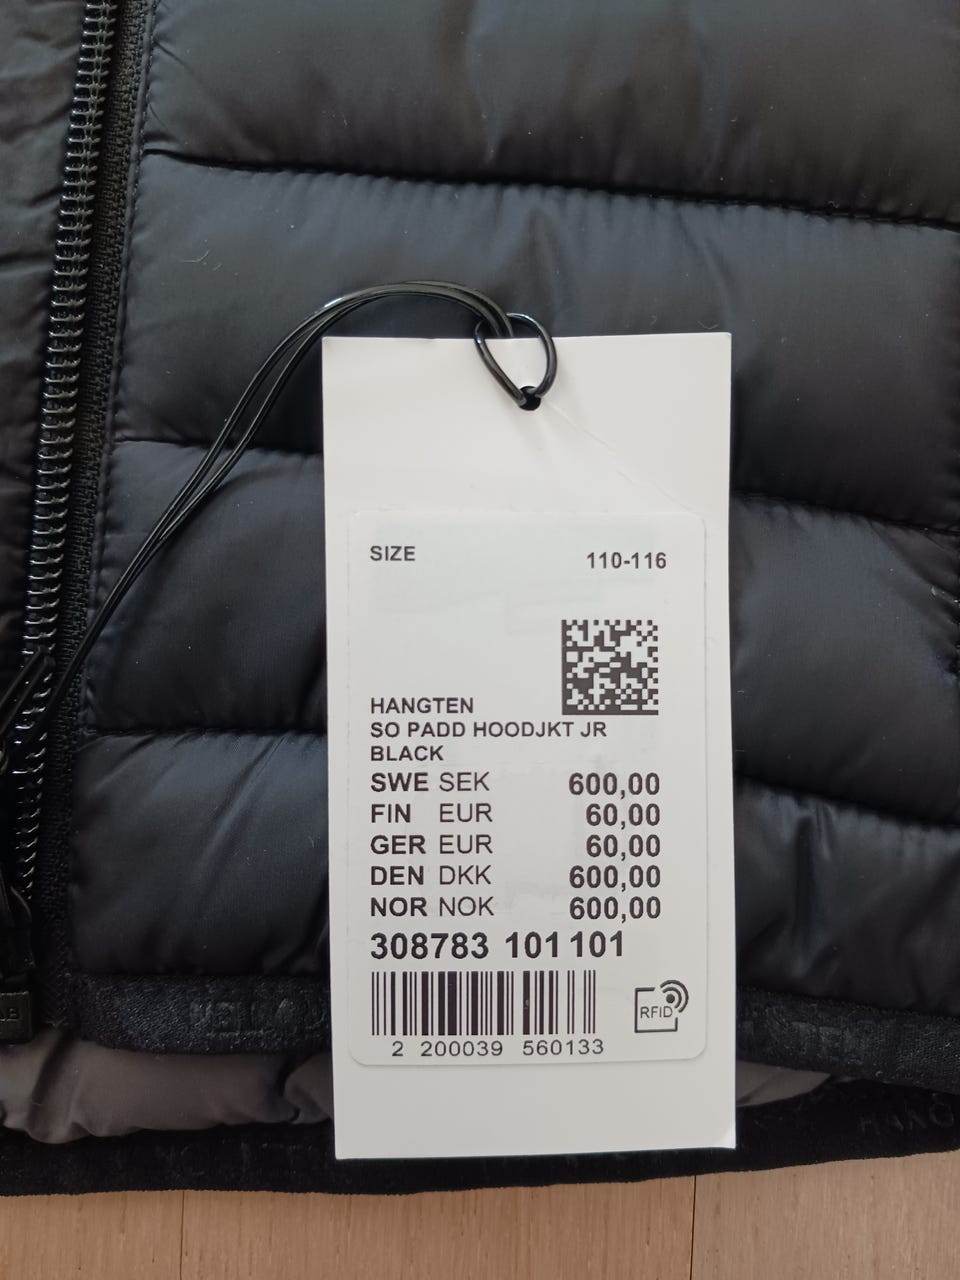 SIZE 110-116
HANGTEN
SO PADD HOODJKT JR
BLACK
SWE SEK 600,00
FIN EUR 60,00
GER EUR 60,00
DEN DKK 600,00
NOR NOK 600,00
308783 101 101
RFID
2 200039 560133